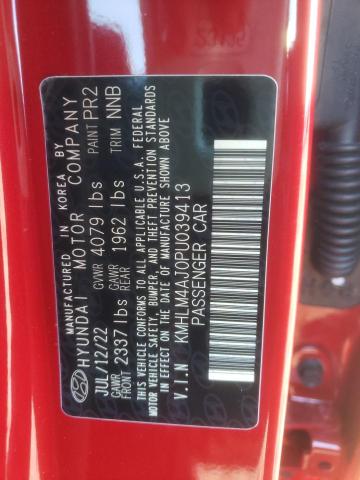 MANUFACTURED IN KOREA BY
HYUNDAI MOTOR COMPANY
JUL/12/22 GVWR 4079 lbs PAINT PR2
GAWR FRONT 2337 lbs GAWR REAR 1962 lbs TRIM NNB
THIS VEHICLE CONFORMS TO ALL APPLICABLE U.S.A. FEDERAL
MOTOR VEHICLE SAFETY, BUMPER, AND THEFT PREVENTION STANDARDS
IN EFFECT ON THE DATE OF MANUFACTURE SHOWN ABOVE.
V.I.N KMHLM4AJ0PU039413
PASSENGER CAR